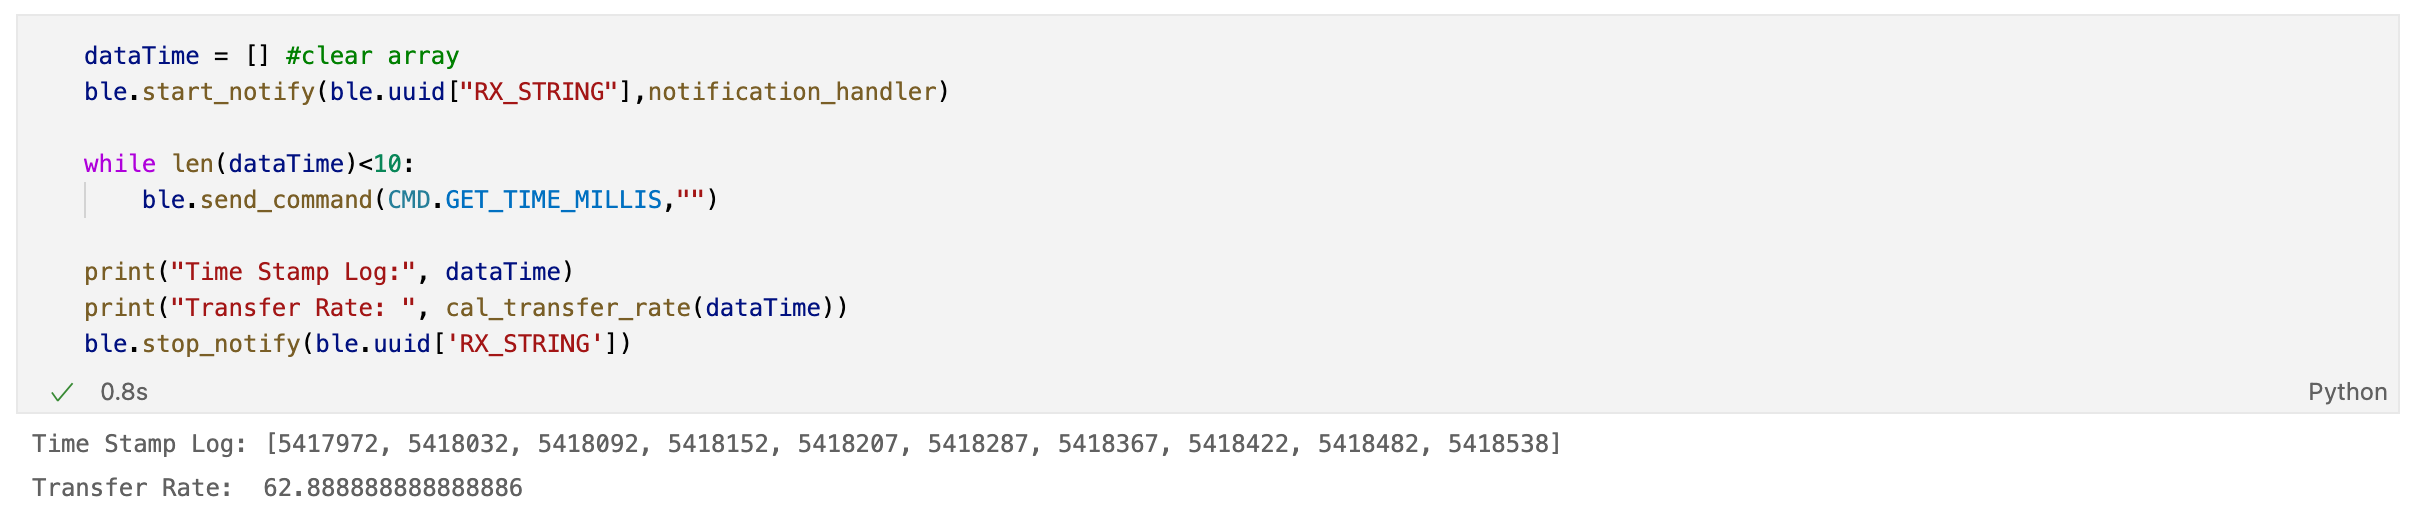 dataTime = [] #clear array
ble.start_notify(ble.uuid["RX_STRING"],notification_handler)
while len(dataTime)<10:
    ble.send_command(CMD.GET_TIME_MILLIS,"")
print("Time Stamp Log:", dataTime)
print("Transfer Rate: ", cal_transfer_rate(dataTime))
ble.stop_notify(ble.uuid['RX_STRING'])
0.8s Python
Time Stamp Log: [5417972, 5418032, 5418092, 5418152, 5418207, 5418287, 5418367, 5418422, 5418482, 5418538]
Transfer Rate:  62.888888888888886